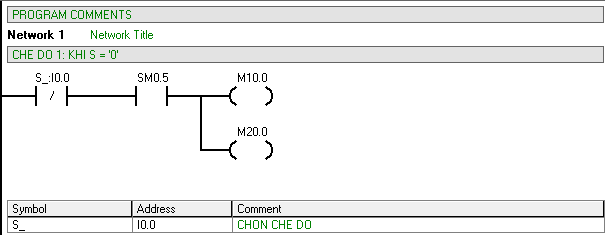 PROGRAM COMMENTS
Network 1 Network Title
CHE DO 1: KHI S = '0'
S_:I0.0 SM0.5 M10.0
/
M20.0
Symbol Address Comment
S_ I0.0 CHON CHE DO